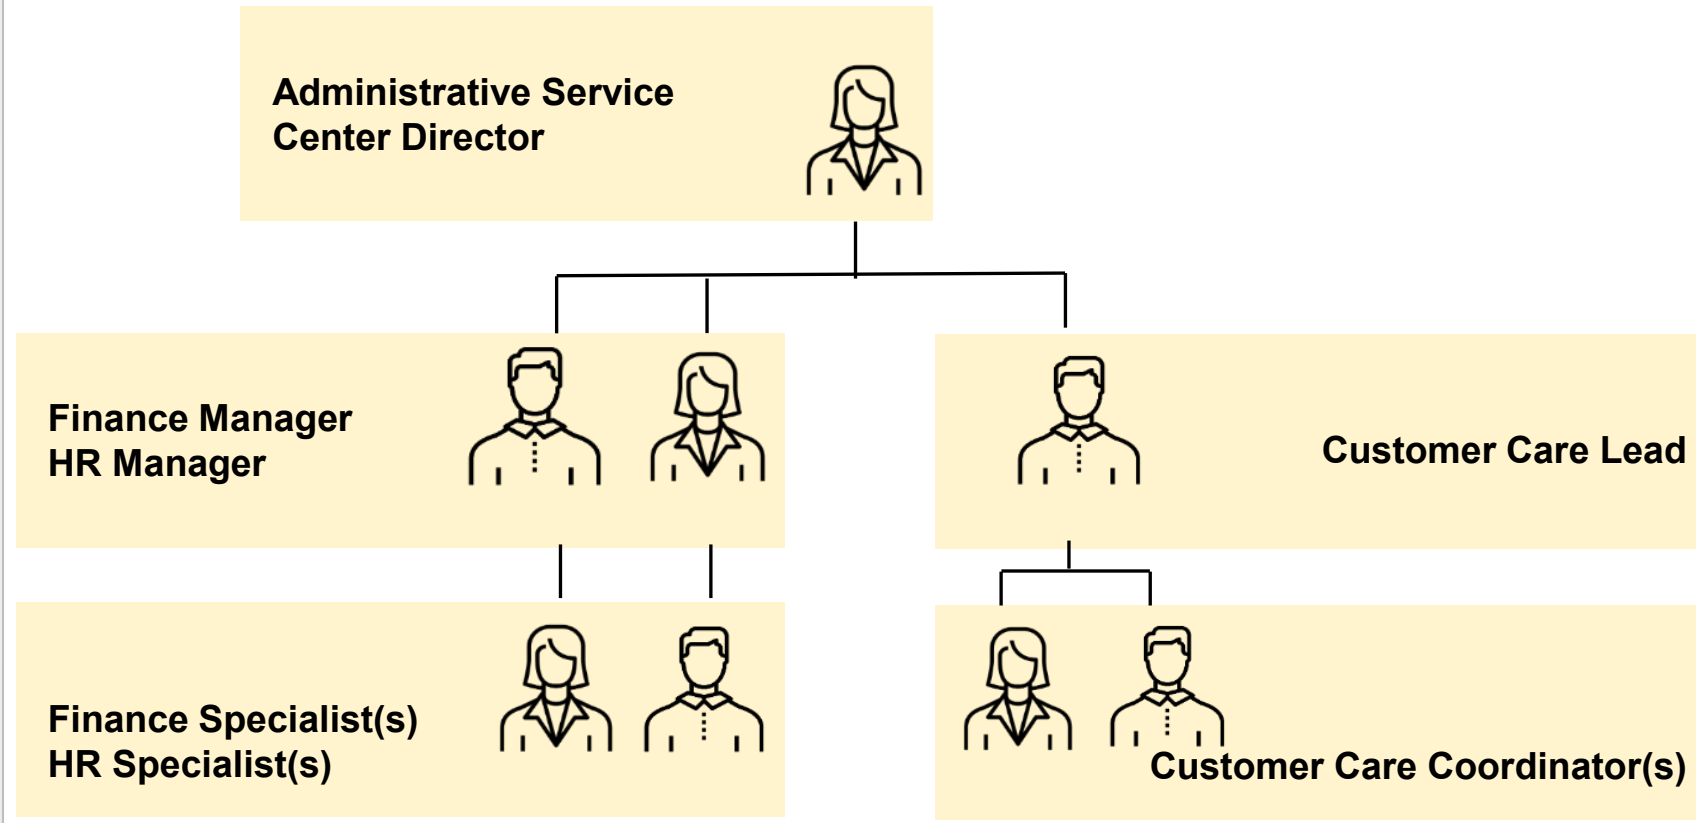 Administrative Service
Center Director
Finance Manager
HR Manager
Customer Care Lead
Finance Specialist(s)
HR Specialist(s)
Customer Care Coordinator(s)